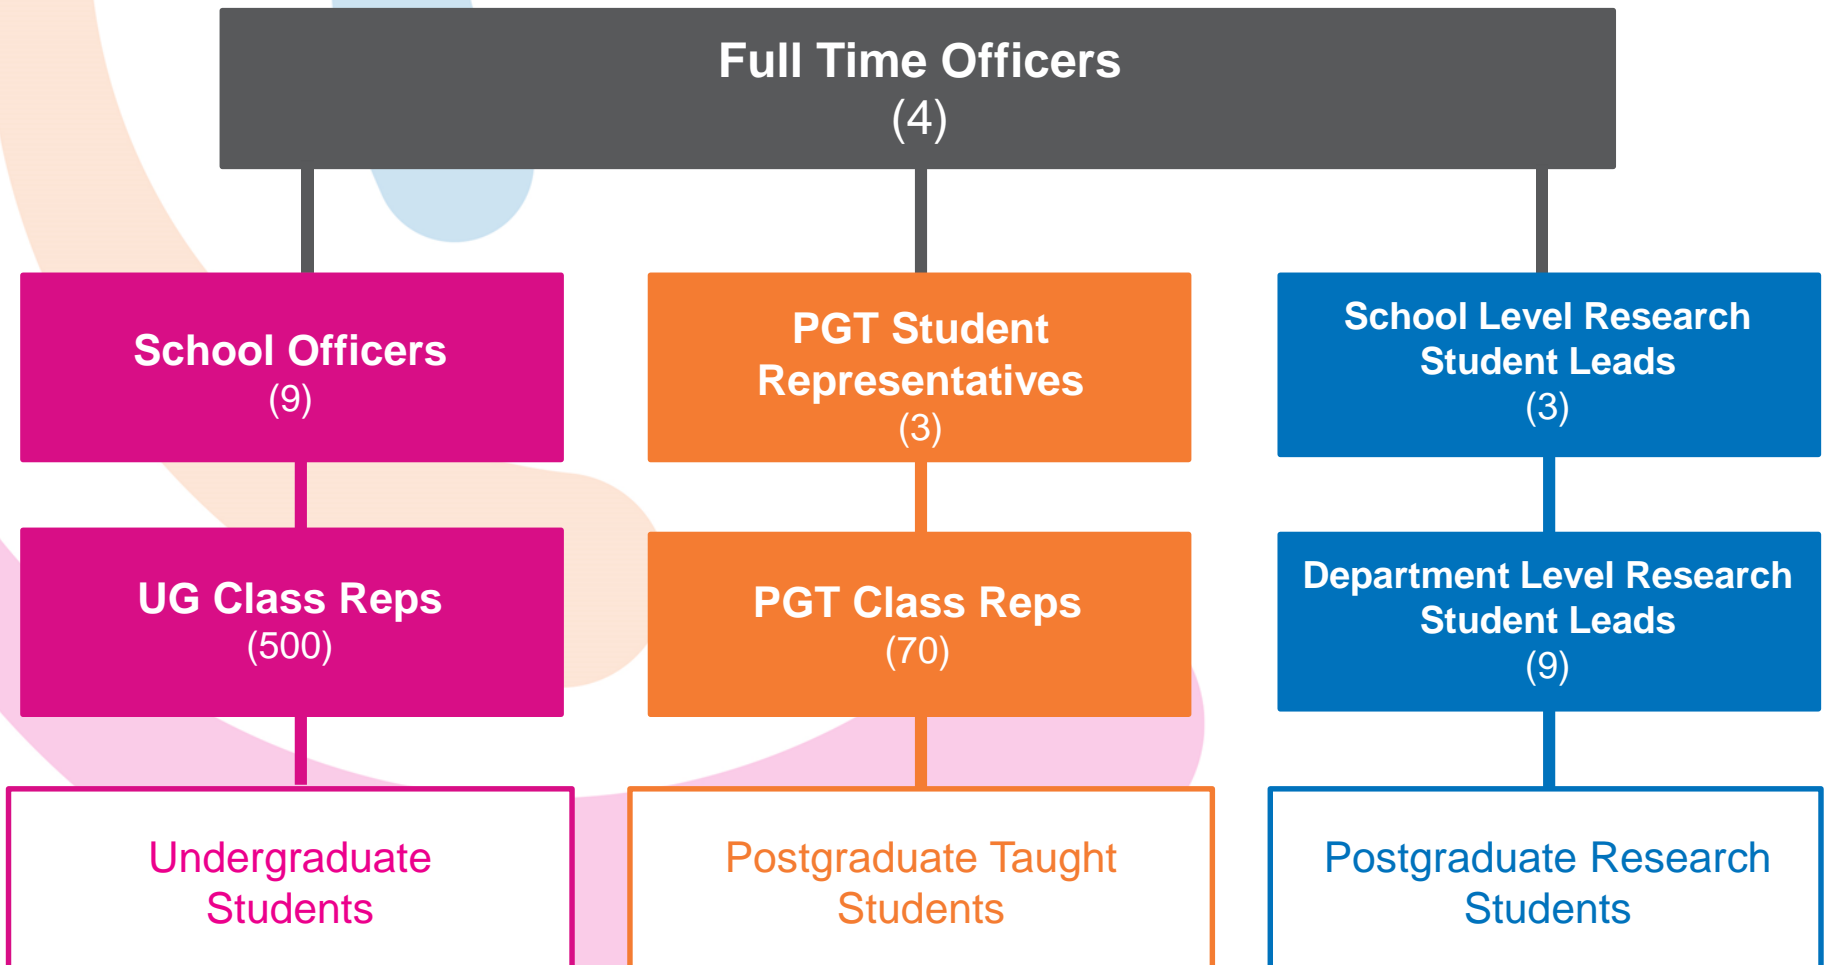 Full Time Officers
(4)
School Officers
(9)
PGT Student
Representatives
(3)
School Level Research
Student Leads
(3)
UG Class Reps
(500)
PGT Class Reps
(70)
Department Level Research
Student Leads
(9)
Undergraduate
Students
Postgraduate Taught
Students
Postgraduate Research
Students